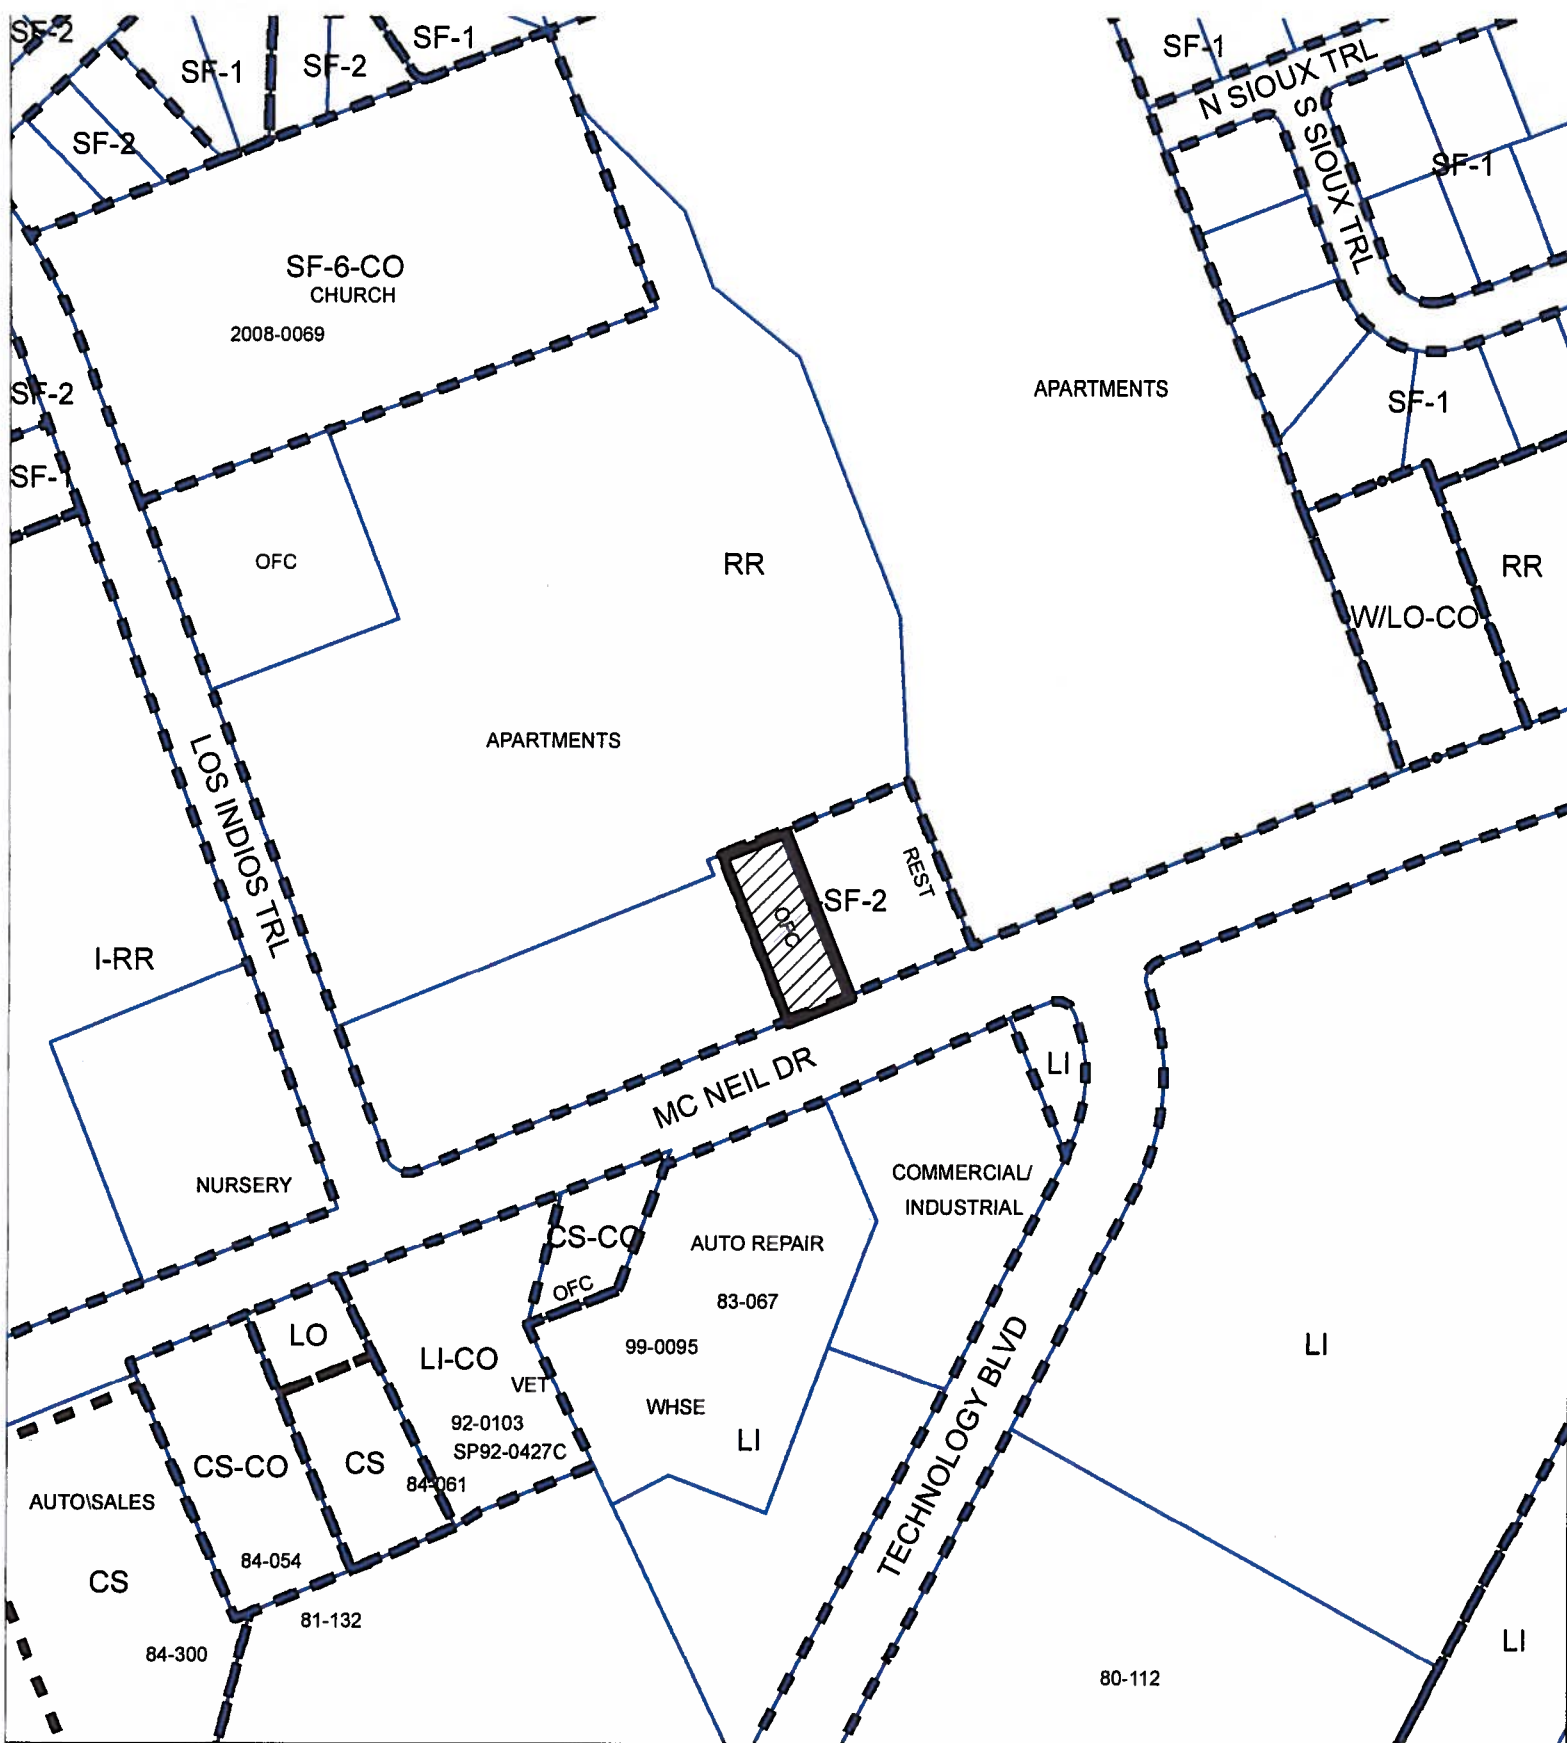 SF-2
SF-1
SF-2
SF-1
SF-1
N SIOUX TRL
S SIOUX TRL
SF-2
SF-1
SF-6-CO
CHURCH
2008-0069
SF-2
APARTMENTS
SF-1
SF-1
OFC
RR
RR
W/LO-CO
APARTMENTS
LOS INDIOS TRL
REST
SF-2
OFC
I-RR
MC NEIL DR
LI
NURSERY
COMMERCIAL/
INDUSTRIAL
CS-CO
AUTO REPAIR
OFC
83-067
LO
99-0095
LI-CO
VET
LI
WHSE
92-0103
LI
SP92-0427C
CS-CO
CS
84-061
TECHNOLOGY BLVD
AUTO\SALES
84-054
CS
81-132
84-300
LI
80-112